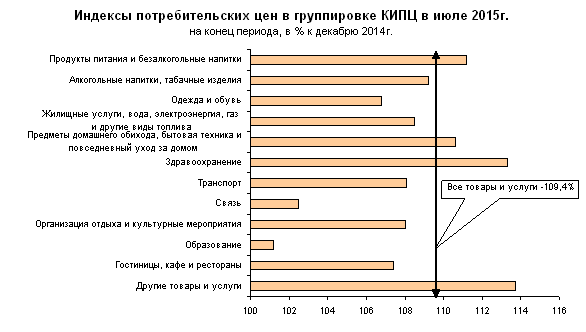 Индексы потребительских цен в группировке КИПЦ в июле 2015г.
на конец периода, в % к декабрю 2014г.
Продукты питания и безалкогольные напитки
Алкогольные напитки, табачные изделия
Одежда и обувь
Жилищные услуги, вода, электроэнергия, газ
и другие виды топлива
Предметы домашнего обихода, бытовая техника и
повседневный уход за домом
Здравоохранение
Транспорт
Все товары и услуги -109,4%
Связь
Организация отдыха и культурные мероприятия
Образование
Гостиницы, кафе и рестораны
Другие товары и услуги
100 102 104 106 108 110 112 114 116